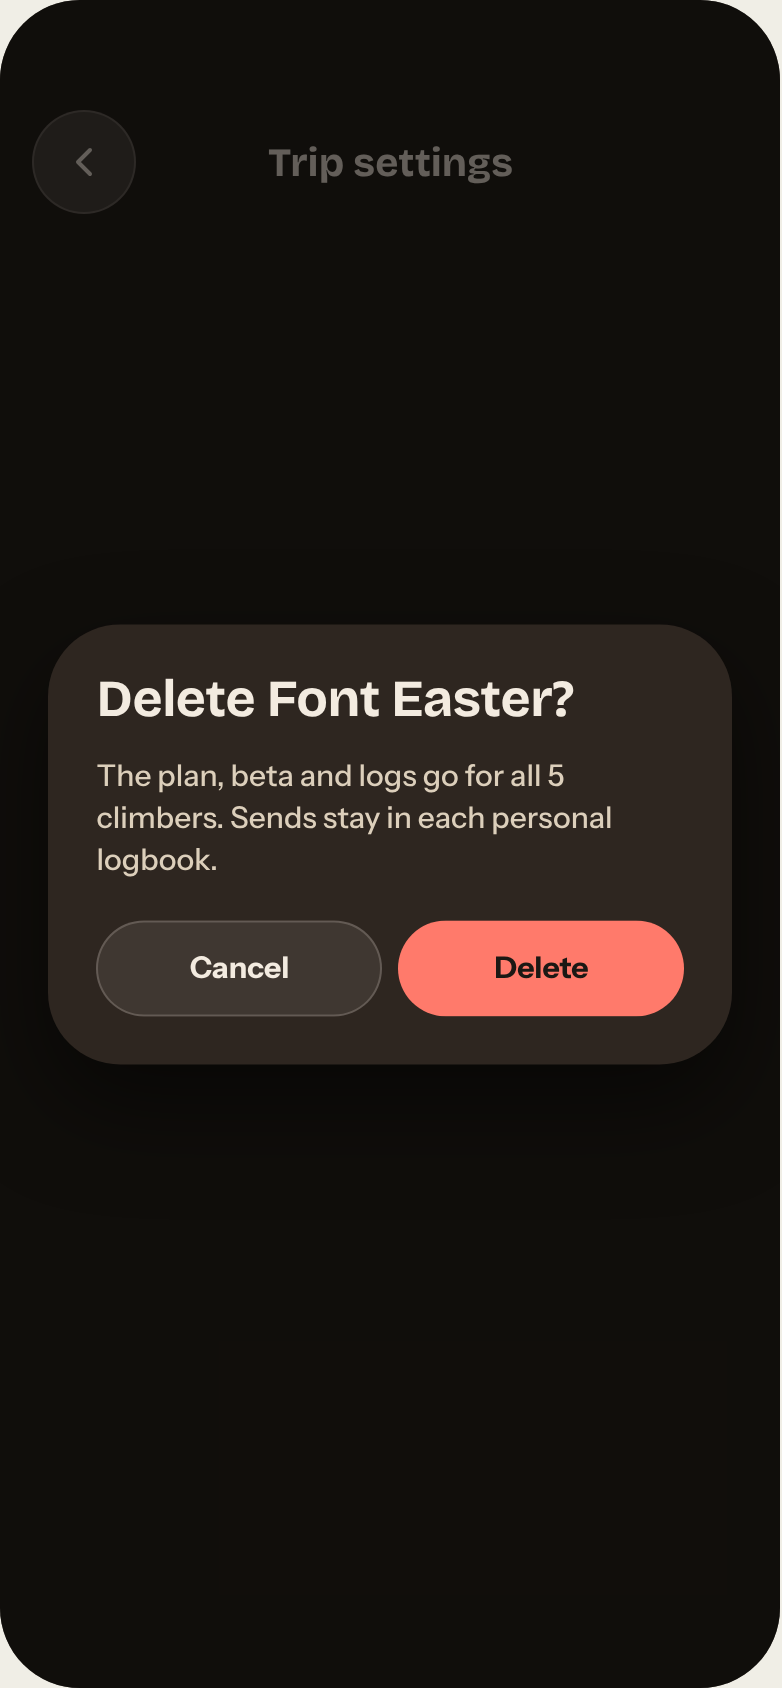 Trip settings
Delete Font Easter?
The plan, beta and logs go for all 5
climbers. Sends stay in each personal
logbook.
Cancel
Delete